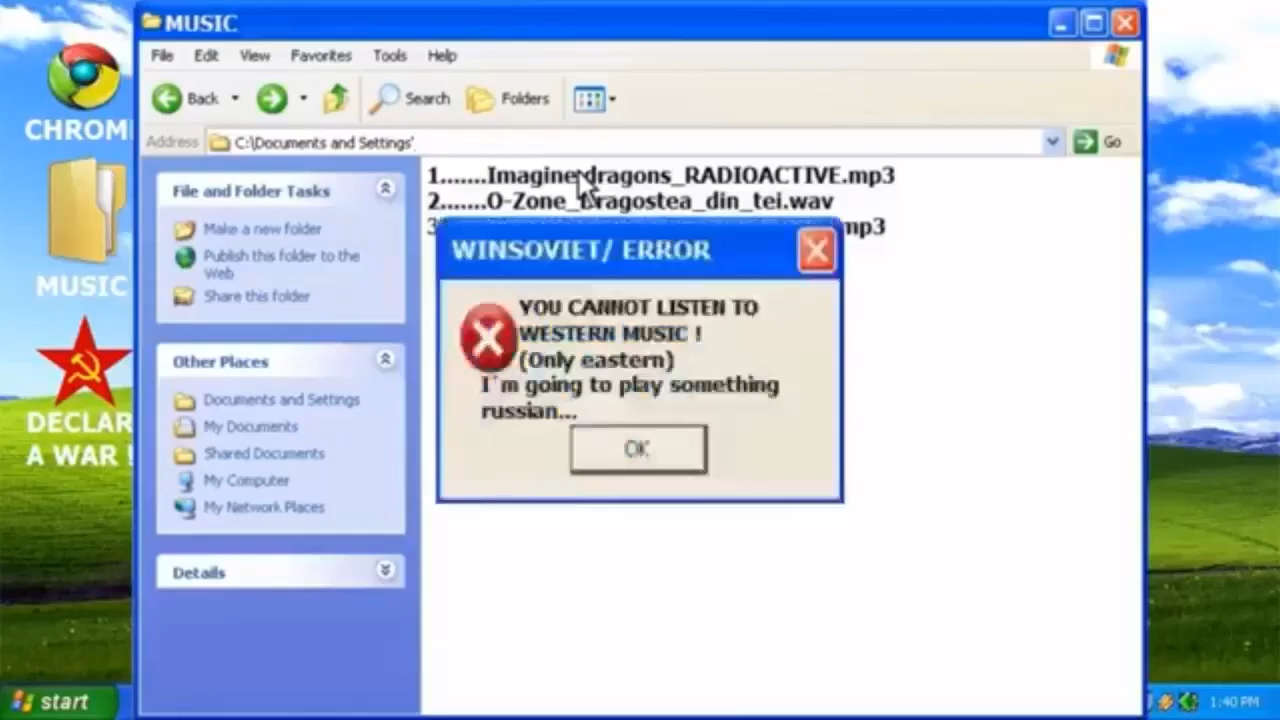 MUSIC
File Edit View Favorites Tools Help
Back Search Folders
Address C:\Documents and Settings' Go
CHROM
MUSIC
DECLAR
A WAR !
File and Folder Tasks
Make a new folder
Publish this folder to the
Web
Share this folder
Other Places
Documents and Settings
My Documents
Shared Documents
My Computer
My Network Places
Details
1.......Imagine dragons_RADIOACTIVE.mp3
2.......O-Zone_Dragostea_din_tei.wav
3 mp3
WINSOVIET/ ERROR
YOU CANNOT LISTEN TO
WESTERN MUSIC !
(Only eastern)
I`m going to play something
russian...
OK
start
1:40 PM